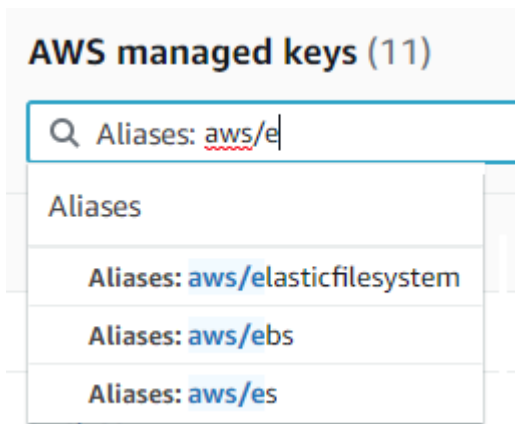 AWS managed keys (11)
Aliases: aws/e
Aliases
Aliases: aws/elasticfilesystem
Aliases: aws/ebs
Aliases: aws/es